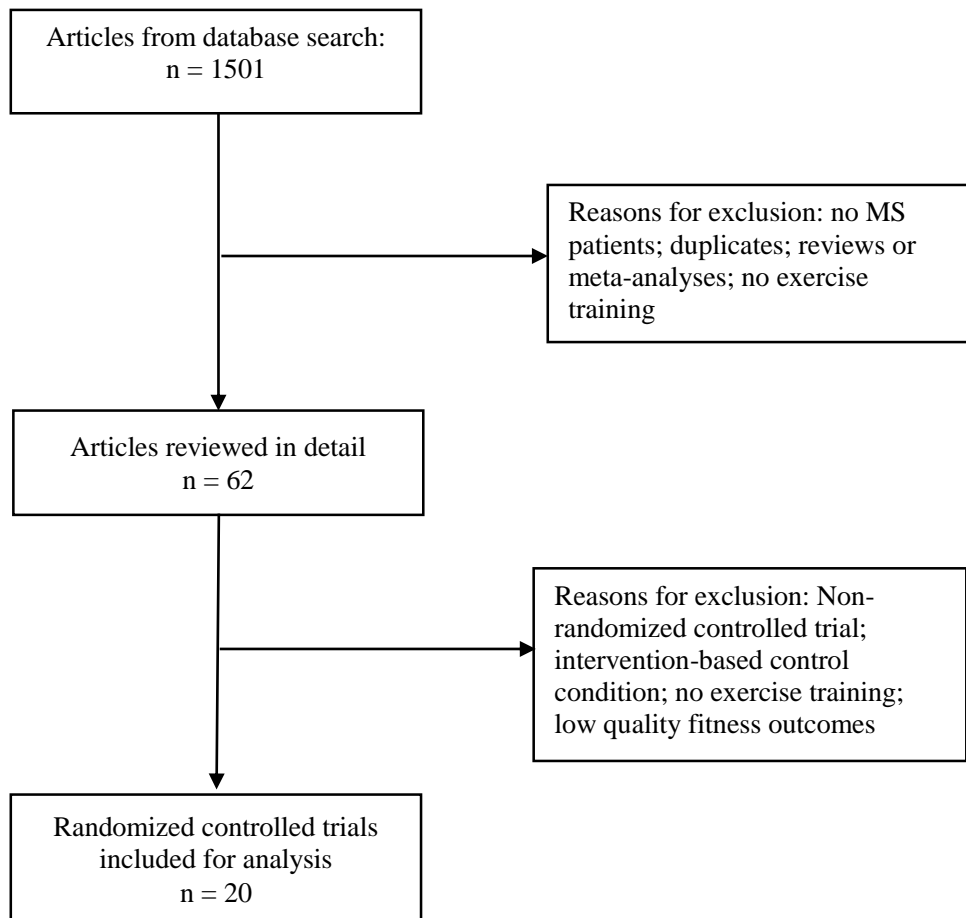 Articles from database search:
n = 1501
Reasons for exclusion: no MS
patients; duplicates; reviews or
meta-analyses; no exercise
training
Articles reviewed in detail
n = 62
Reasons for exclusion: Non-
randomized controlled trial;
intervention-based control
condition; no exercise training;
low quality fitness outcomes
Randomized controlled trials
included for analysis
n = 20